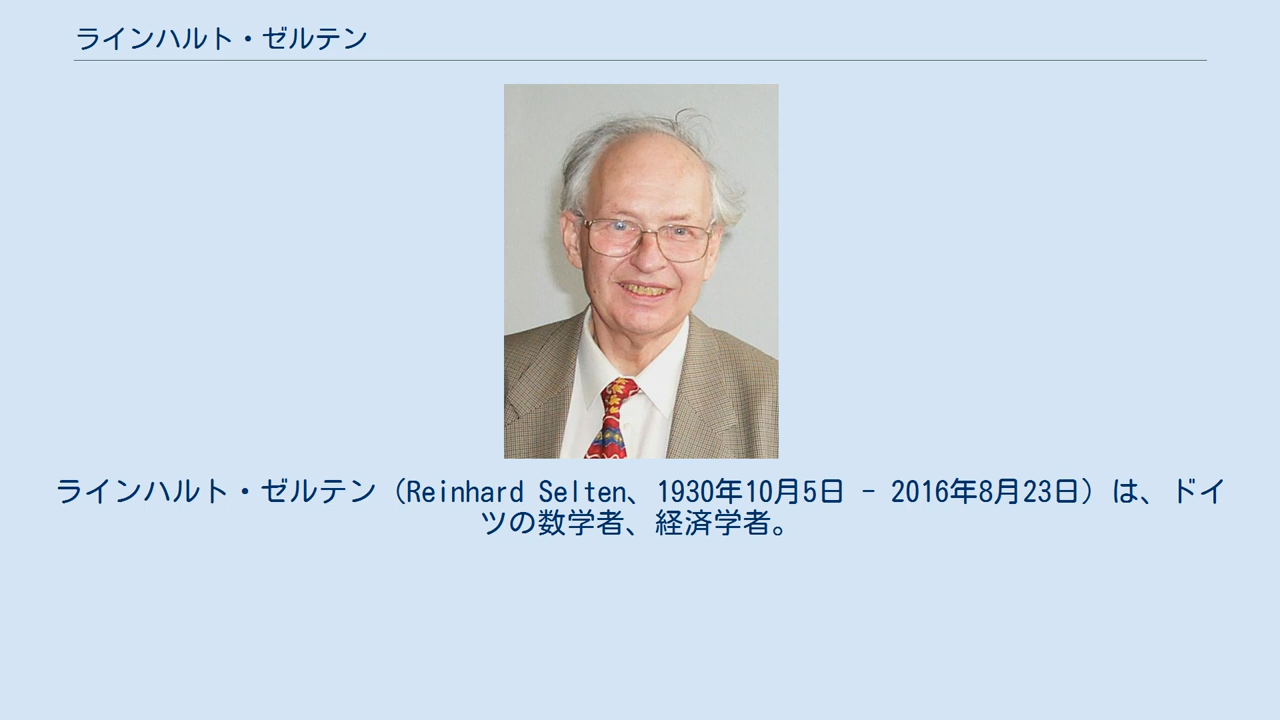 ラインハルト・ゼルテン
ラインハルト・ゼルテン（Reinhard Selten、1930年10月5日 - 2016年8月23日）は、ドイ
ツの数学者、経済学者。